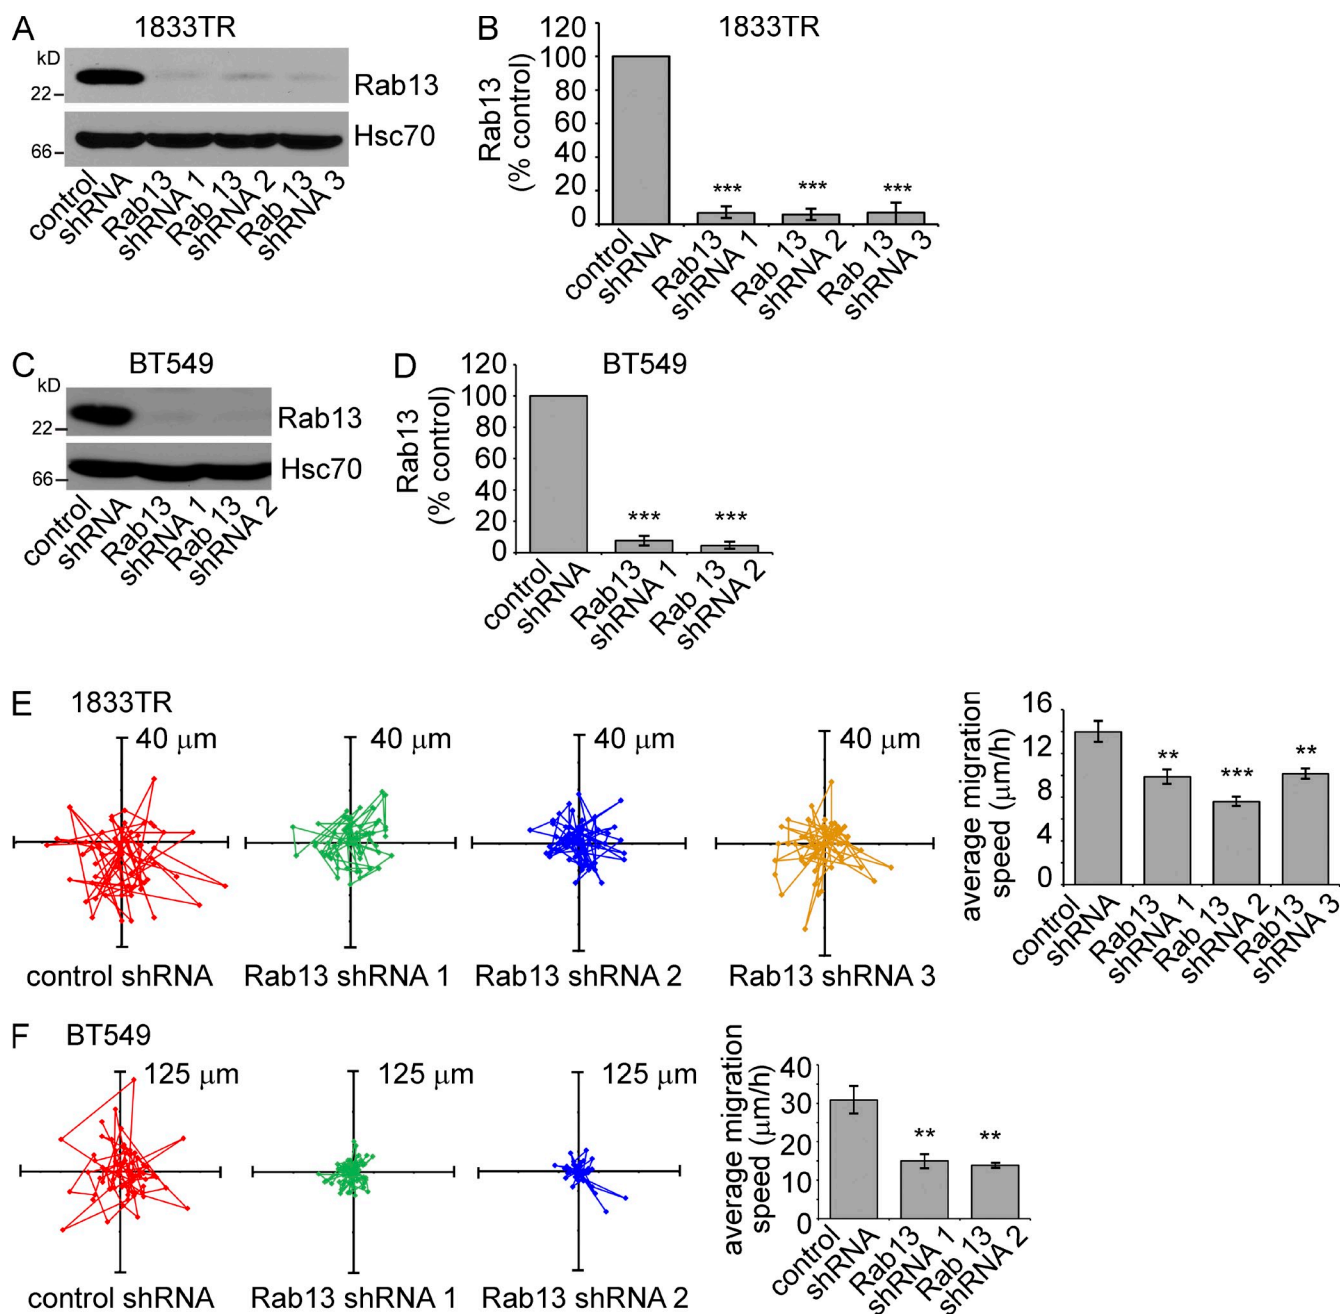 A
1833TR
kD
22
Rab13
66
Hsc70
control
shRNA
Rab13
shRNA 1
Rab 13
shRNA 2
Rab 13
shRNA 3
B
1833TR
Rab13
(% control)
120
100
80
60
40
20
0
***
***
***
control
shRNA
Rab13
shRNA 1
Rab 13
shRNA 2
Rab 13
shRNA 3
C
BT549
kD
22
Rab13
66
Hsc70
control
shRNA
Rab13
shRNA 1
Rab 13
shRNA 2
D
BT549
Rab13
(% control)
120
100
80
60
40
20
0
***
***
control
shRNA
Rab13
shRNA 1
Rab 13
shRNA 2
E
1833TR
40 μm
40 μm
40 μm
40 μm
control shRNA
Rab13 shRNA 1
Rab13 shRNA 2
Rab13 shRNA 3
average migration
speed (μm/h)
16
12
8
4
0
**
***
**
control
shRNA
Rab13
shRNA 1
Rab 13
shRNA 2
Rab13
shRNA 3
F
BT549
125 μm
125 μm
125 μm
control shRNA
Rab13 shRNA 1
Rab13 shRNA 2
average migration
speed (μm/h)
40
30
20
10
0
**
**
control
shRNA
Rab13
shRNA 1
Rab 13
shRNA 2